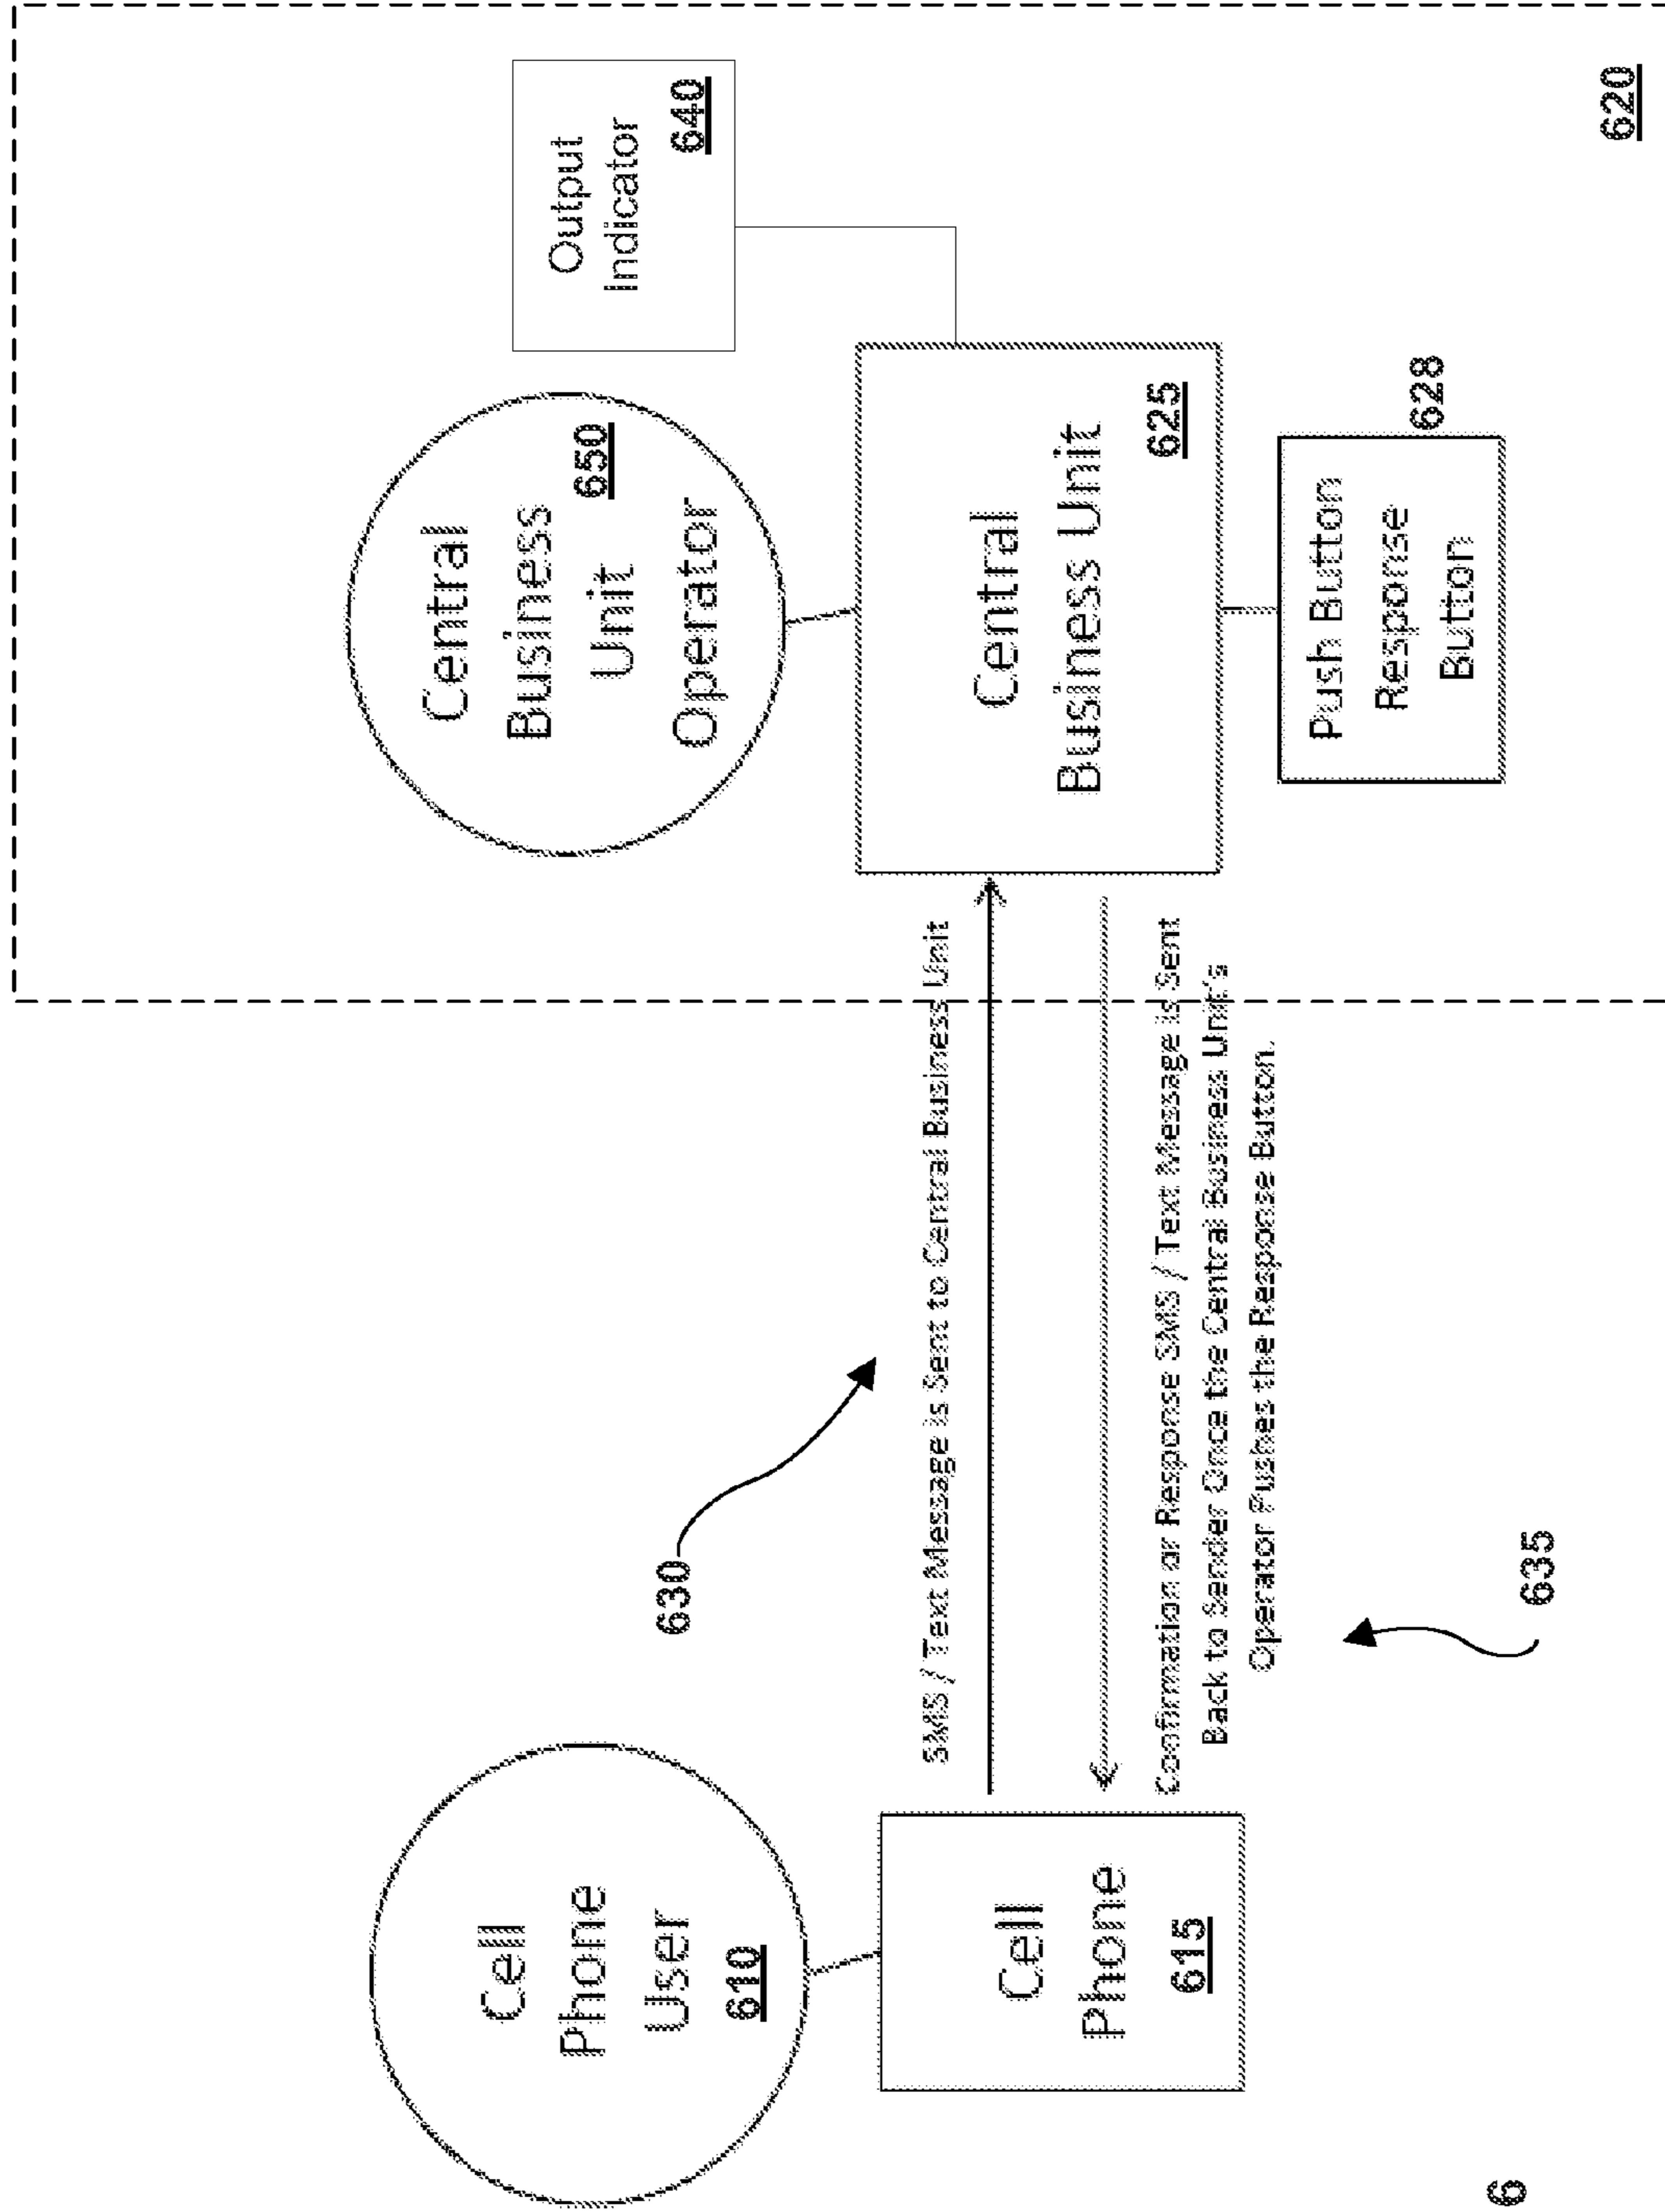 Cell
Phone
User
610
Cell
Phone
615
630
SMS / Text Message is Sent to Central Business Unit
Confirmation or Response SMS / Text Message is Sent
Back to Sender Once the Central Business Unit's
Operator Pushes the Response Button.
635
Central
Business
Unit
650
Operator
Output
Indicator
640
Central
Business Unit
625
Push Button
Response
Button
628
620
6